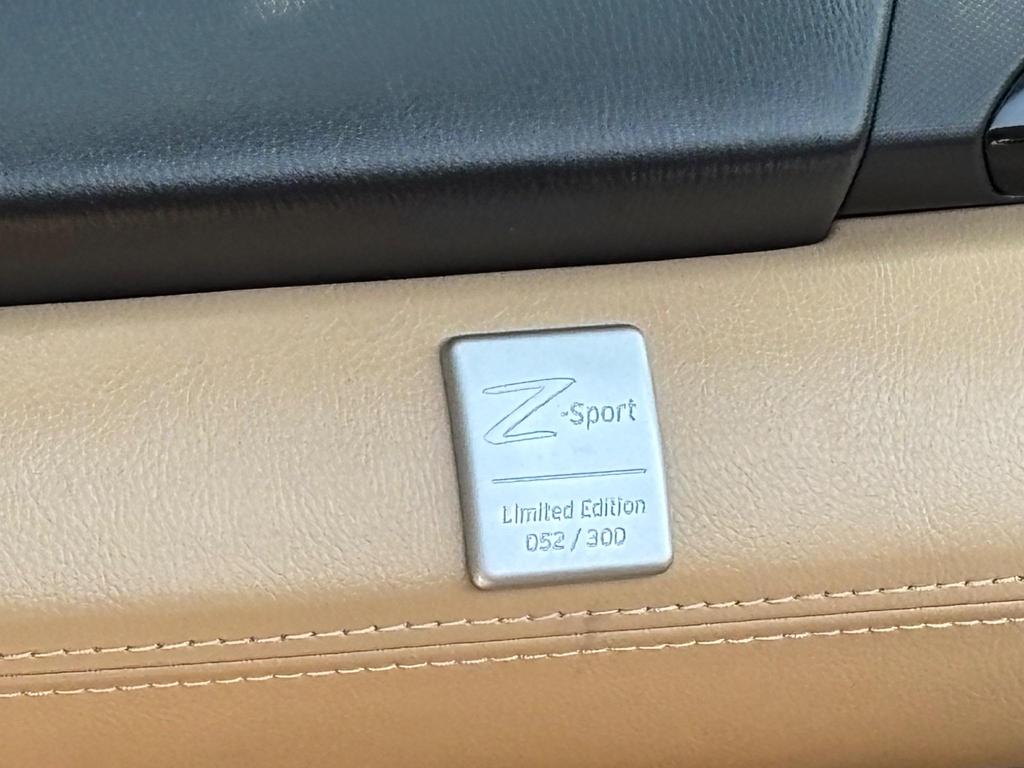 Z-Sport
Limited Edition
052 / 300